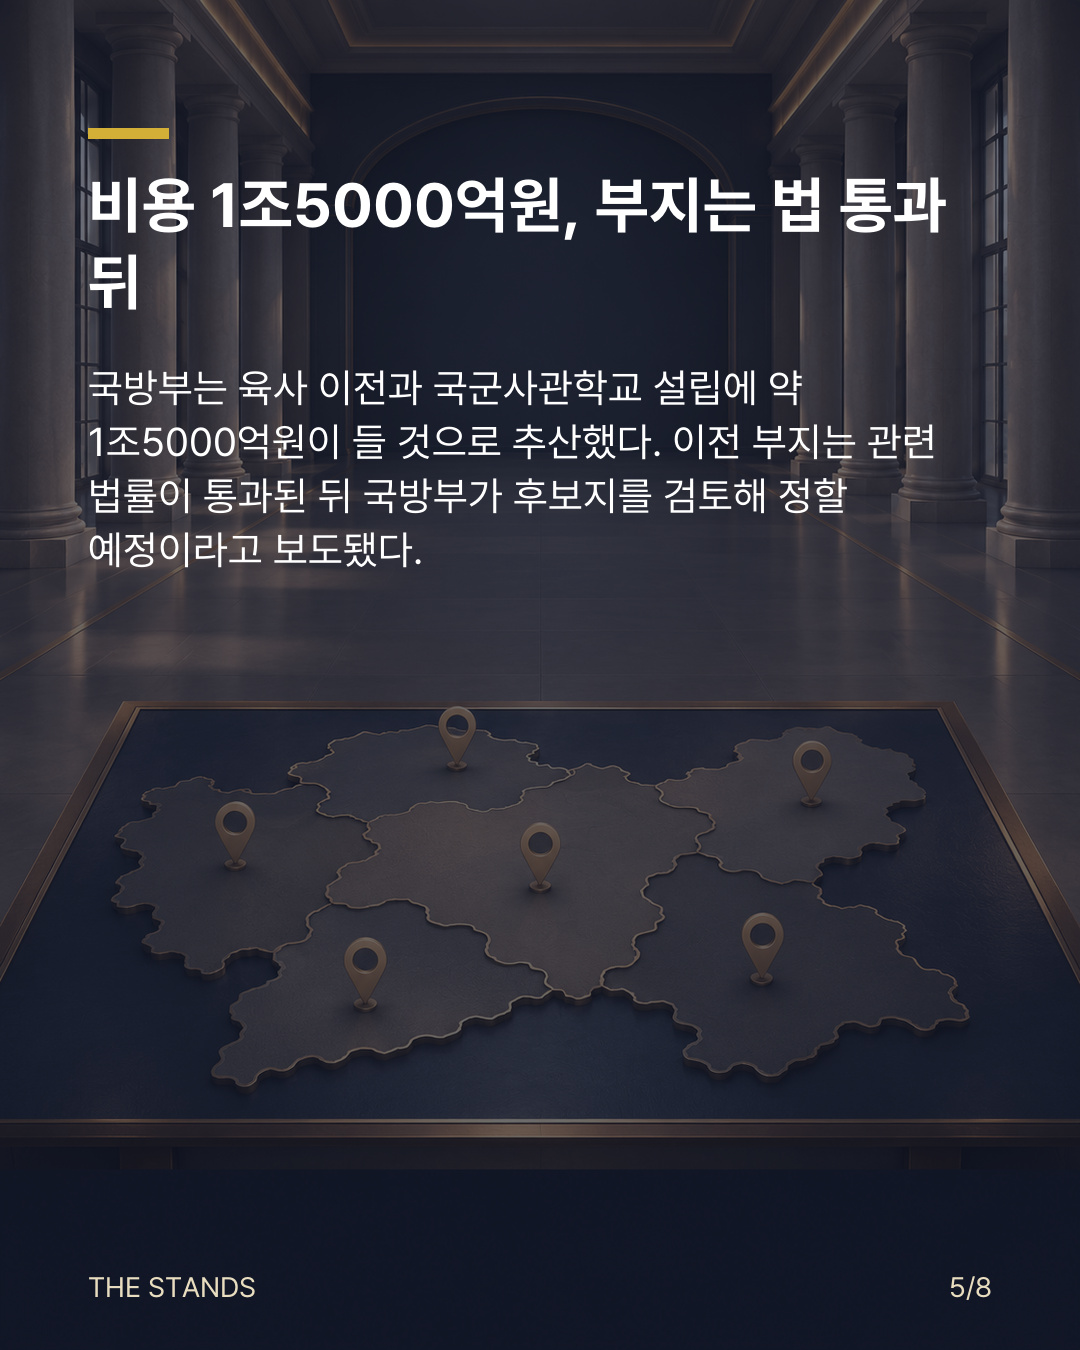 비용 1조5000억원, 부지는 법 통과
뒤
국방부는 육사 이전과 국군사관학교 설립에 약
1조5000억원이 들 것으로 추산했다. 이전 부지는 관련
법률이 통과된 뒤 국방부가 후보지를 검토해 정할
예정이라고 보도됐다.
THE STANDS
5/8